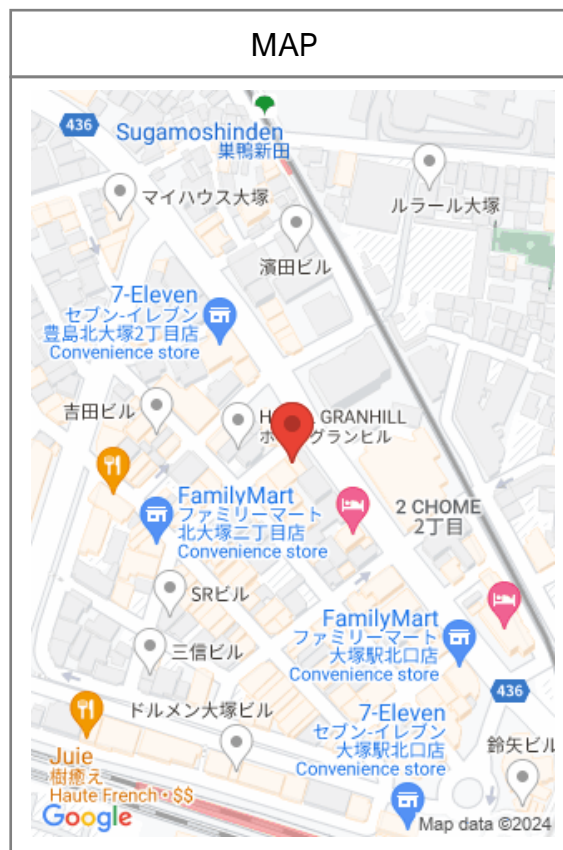 MAP
436
Sugamoshinden
巣鴨新田
マイハウス大塚
ルラール大塚
濱田ビル
7-Eleven
セブン-イレブン
豊島北大塚2丁目店
Convenience store
吉田ビル
GRANHILL
グランヒル
FamilyMart
ファミリーマート
北大塚二丁目店
Convenience store
2 CHOME
2丁目
SRビル
三信ビル
FamilyMart
ファミリーマート
大塚駅北口店
Convenience store
436
ドルメン大塚ビル
7-Eleven
セブン-イレブン
大塚駅北口店
Convenience store
鈴矢ビル
Juie
樹癒え
Haute French・$$
Google
Map data ©2024